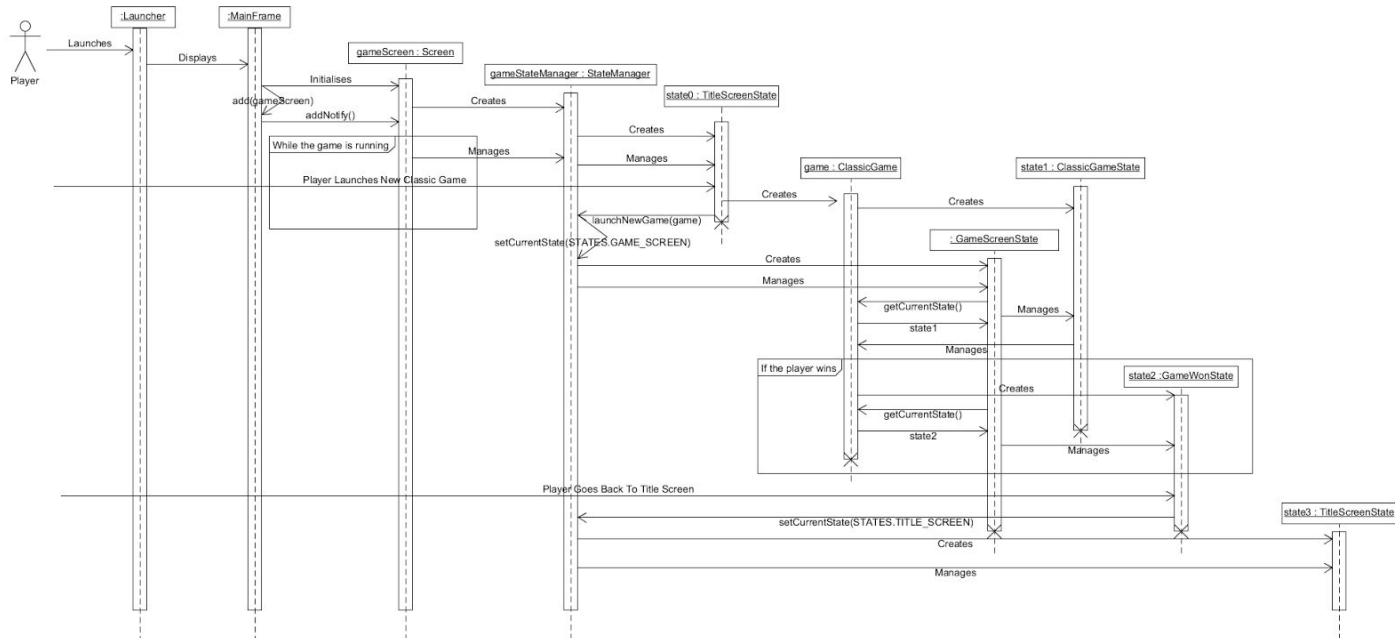 :Launcher
:MainFrame
Launches
Player
Displays
gameScreen : Screen
Initialises
add(gameScreen)
addNotify()
gameStateManager : StateManager
Creates
state0 : TitleScreenState
Creates
While the game is running
Manages
Manages
Player Launches New Classic Game
game : ClassicGame
state1 : ClassicGameState
Creates
Creates
launchNewGame(game)
setCurrentState(STATES.GAME_SCREEN)
: GameScreenState
Creates
Manages
getCurrentState()
Manages
state1
Manages
If the player wins
state2 :GameWonState
Creates
getCurrentState()
state2
Manages
Player Goes Back To Title Screen
setCurrentState(STATES.TITLE_SCREEN)
state3 : TitleScreenState
Creates
Manages